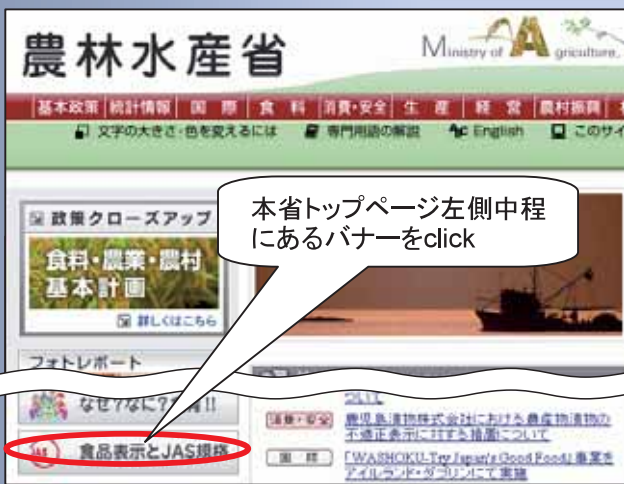 農林水産省
Ministry of Agriculture,
基本政策 統計情報 国際 食料 消費・安全 生産 経営 農村振興
文字の大きさ・色を変えるには 専門用語の解説 English このサイ
政策クローズアップ
食料・農業・農村
基本計画
詳しくはこちら
本省トップページ左側中程
にあるバナーをclick
フォトレポート
なぜ?なに?
食品表示とJAS規格
ついて
消費・安全 鹿児島漬物株式会社における農産物漬物の
不適正表示に対する措置について
国際 「WASHOKU-Try Japan's Good Food」事業を
アイルランド・ダブリンにて実施